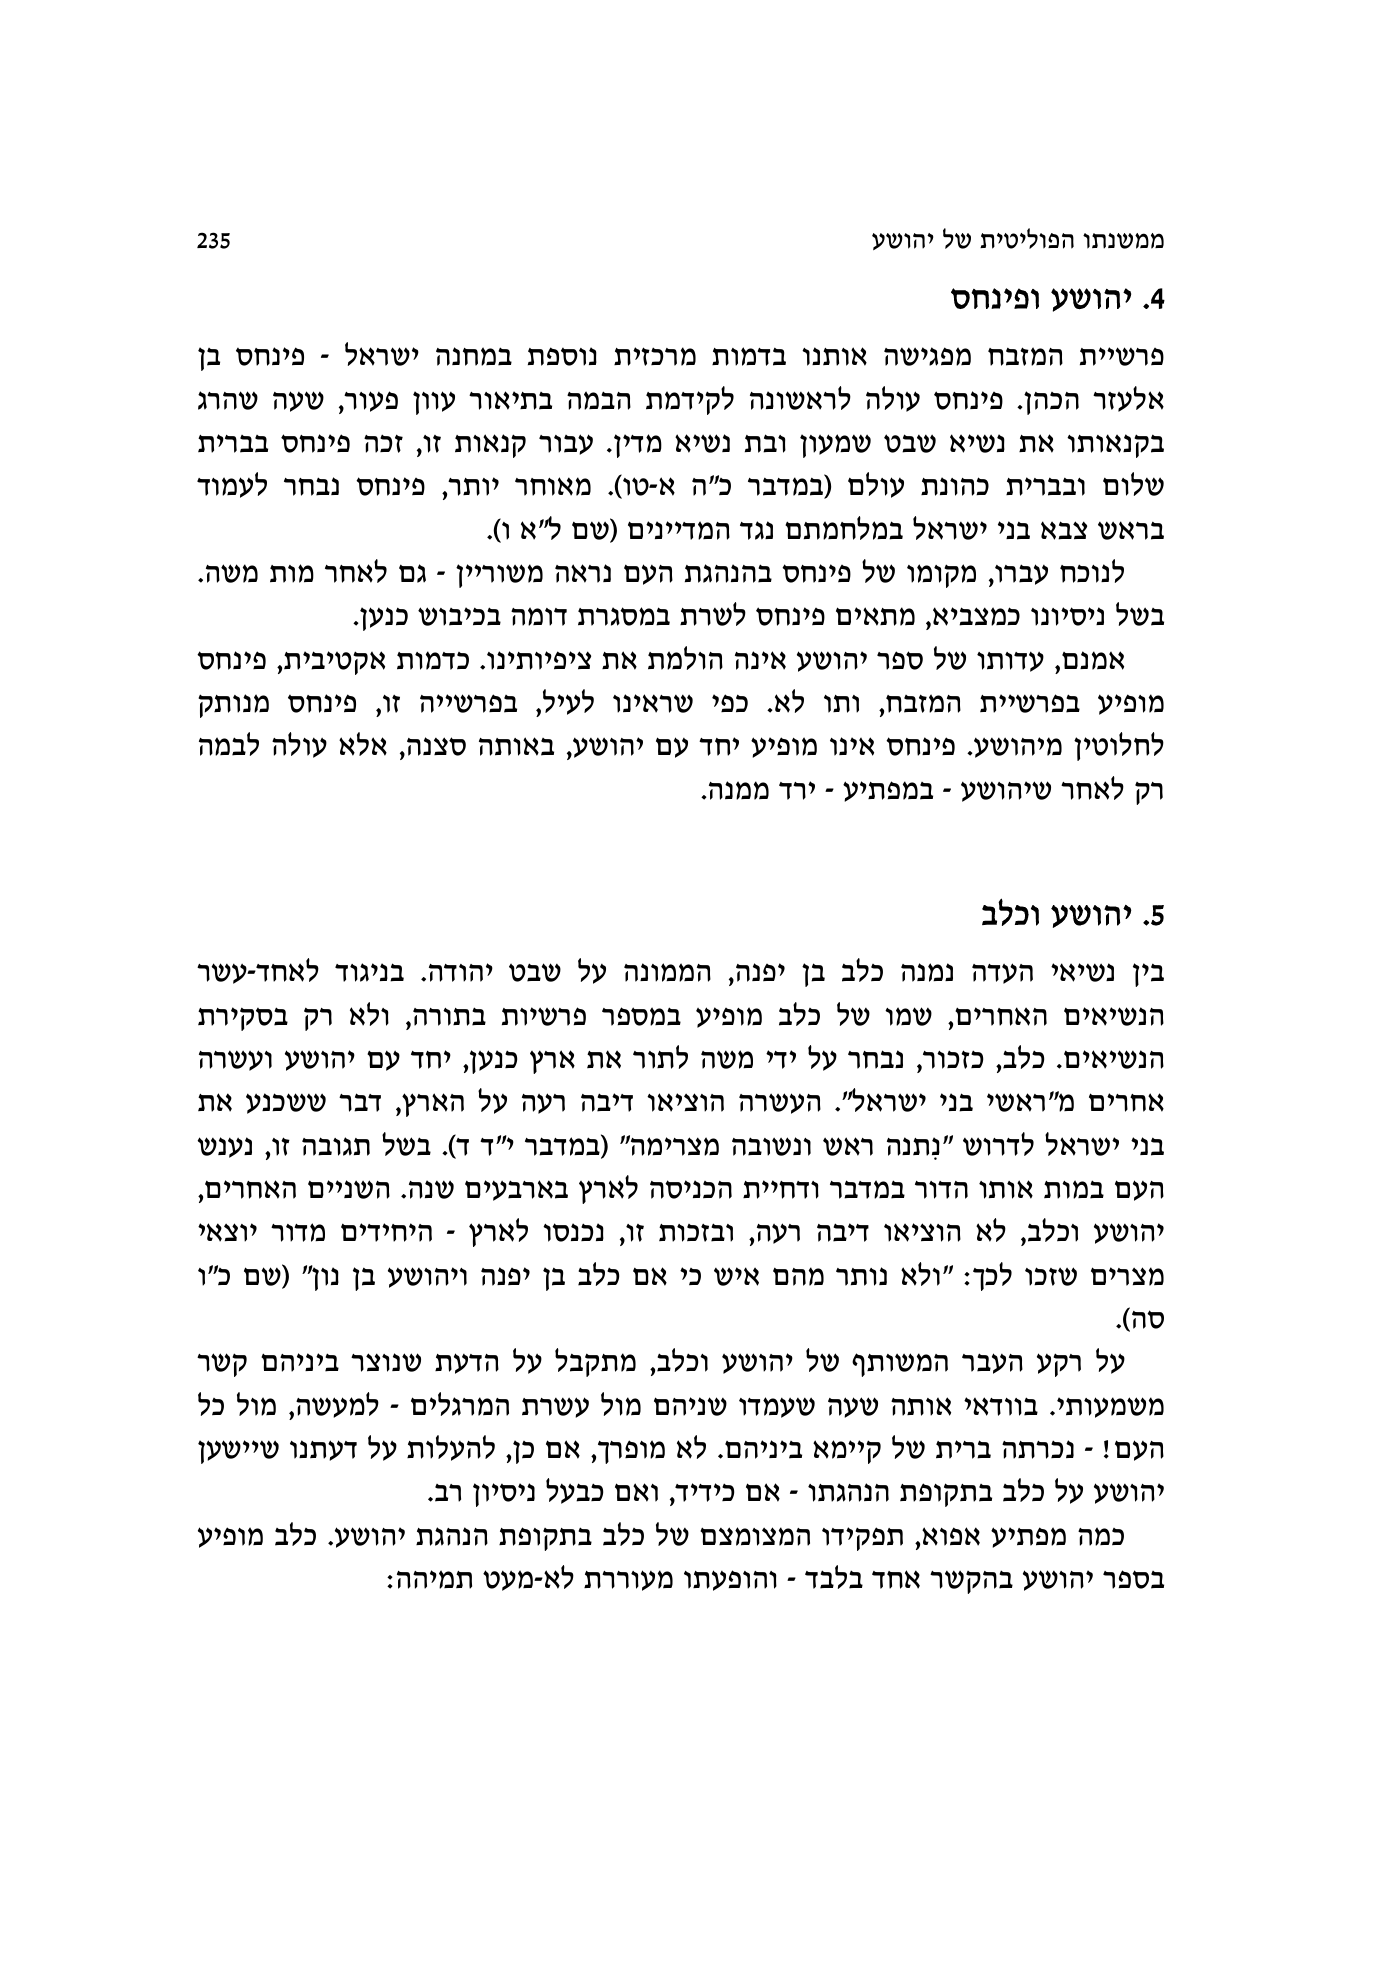 ממשנתו הפוליטית של יהושע 235
4. יהושע ופינחס
פרשיית המזבח מפגישה אותנו בדמות מרכזית נוספת במחנה ישראל - פינחס בן
אלעזר הכהן. פינחס עולה לראשונה לקידמת הבמה בתיאור עוון פעור, שעה שהרג
בקנאותו את נשיא שבט שמעון ובת נשיא מדין. עבור קנאות זו, זכה פינחס בברית
שלום ובברית כהונת עולם (במדבר כ"ה א-טו). מאוחר יותר, פינחס נבחר לעמוד
בראש צבא בני ישראל במלחמתם נגד המדיינים (שם ל"א ו).
לנוכח עברו, מקומו של פינחס בהנהגת העם נראה משוריין - גם לאחר מות משה.
בשל ניסיונו כמצביא, מתאים פינחס לשרת במסגרת דומה בכיבוש כנען.
אמנם, עדותו של ספר יהושע אינה הולמת את ציפיותינו. כדמות אקטיבית, פינחס
מופיע בפרשיית המזבח, ותו לא. כפי שראינו לעיל, בפרשייה זו, פינחס מנותק
לחלוטין מיהושע. פינחס אינו מופיע יחד עם יהושע, באותה סצנה, אלא עולה לבמה
רק לאחר שיהושע - במפתיע - ירד ממנה.
5. יהושע וכלב
בין נשיאי העדה נמנה כלב בן יפנה, הממונה על שבט יהודה. בניגוד לאחד-עשר
הנשיאים האחרים, שמו של כלב מופיע במספר פרשיות בתורה, ולא רק בסקירת
הנשיאים. כלב, כזכור, נבחר על ידי משה לתור את ארץ כנען, יחד עם יהושע ועשרה
אחרים מ"ראשי בני ישראל". העשרה הוציאו דיבה רעה על הארץ, דבר ששכנע את
בני ישראל לדרוש "נִתנה ראש ונשובה מצרימה" (במדבר י"ד ד). בשל תגובה זו, נענש
העם במות אותו הדור במדבר ודחיית הכניסה לארץ בארבעים שנה. השניים האחרים,
יהושע וכלב, לא הוציאו דיבה רעה, ובזכות זו, נכנסו לארץ - היחידים מדור יוצאי
מצרים שזכו לכך: "ולא נותר מהם איש כי אם כלב בן יפנה ויהושע בן נון" (שם כ"ו
סה).
על רקע העבר המשותף של יהושע וכלב, מתקבל על הדעת שנוצר ביניהם קשר
משמעותי. בוודאי אותה שעה שעמדו שניהם מול עשרת המרגלים - למעשה, מול כל
העם! - נכרתה ברית של קיימא ביניהם. לא מופרך, אם כן, להעלות על דעתנו שיישען
יהושע על כלב בתקופת הנהגתו - אם כידיד, ואם כבעל ניסיון רב.
כמה מפתיע אפוא, תפקידו המצומצם של כלב בתקופת הנהגת יהושע. כלב מופיע
בספר יהושע בהקשר אחד בלבד - והופעתו מעוררת לא-מעט תמיהה: